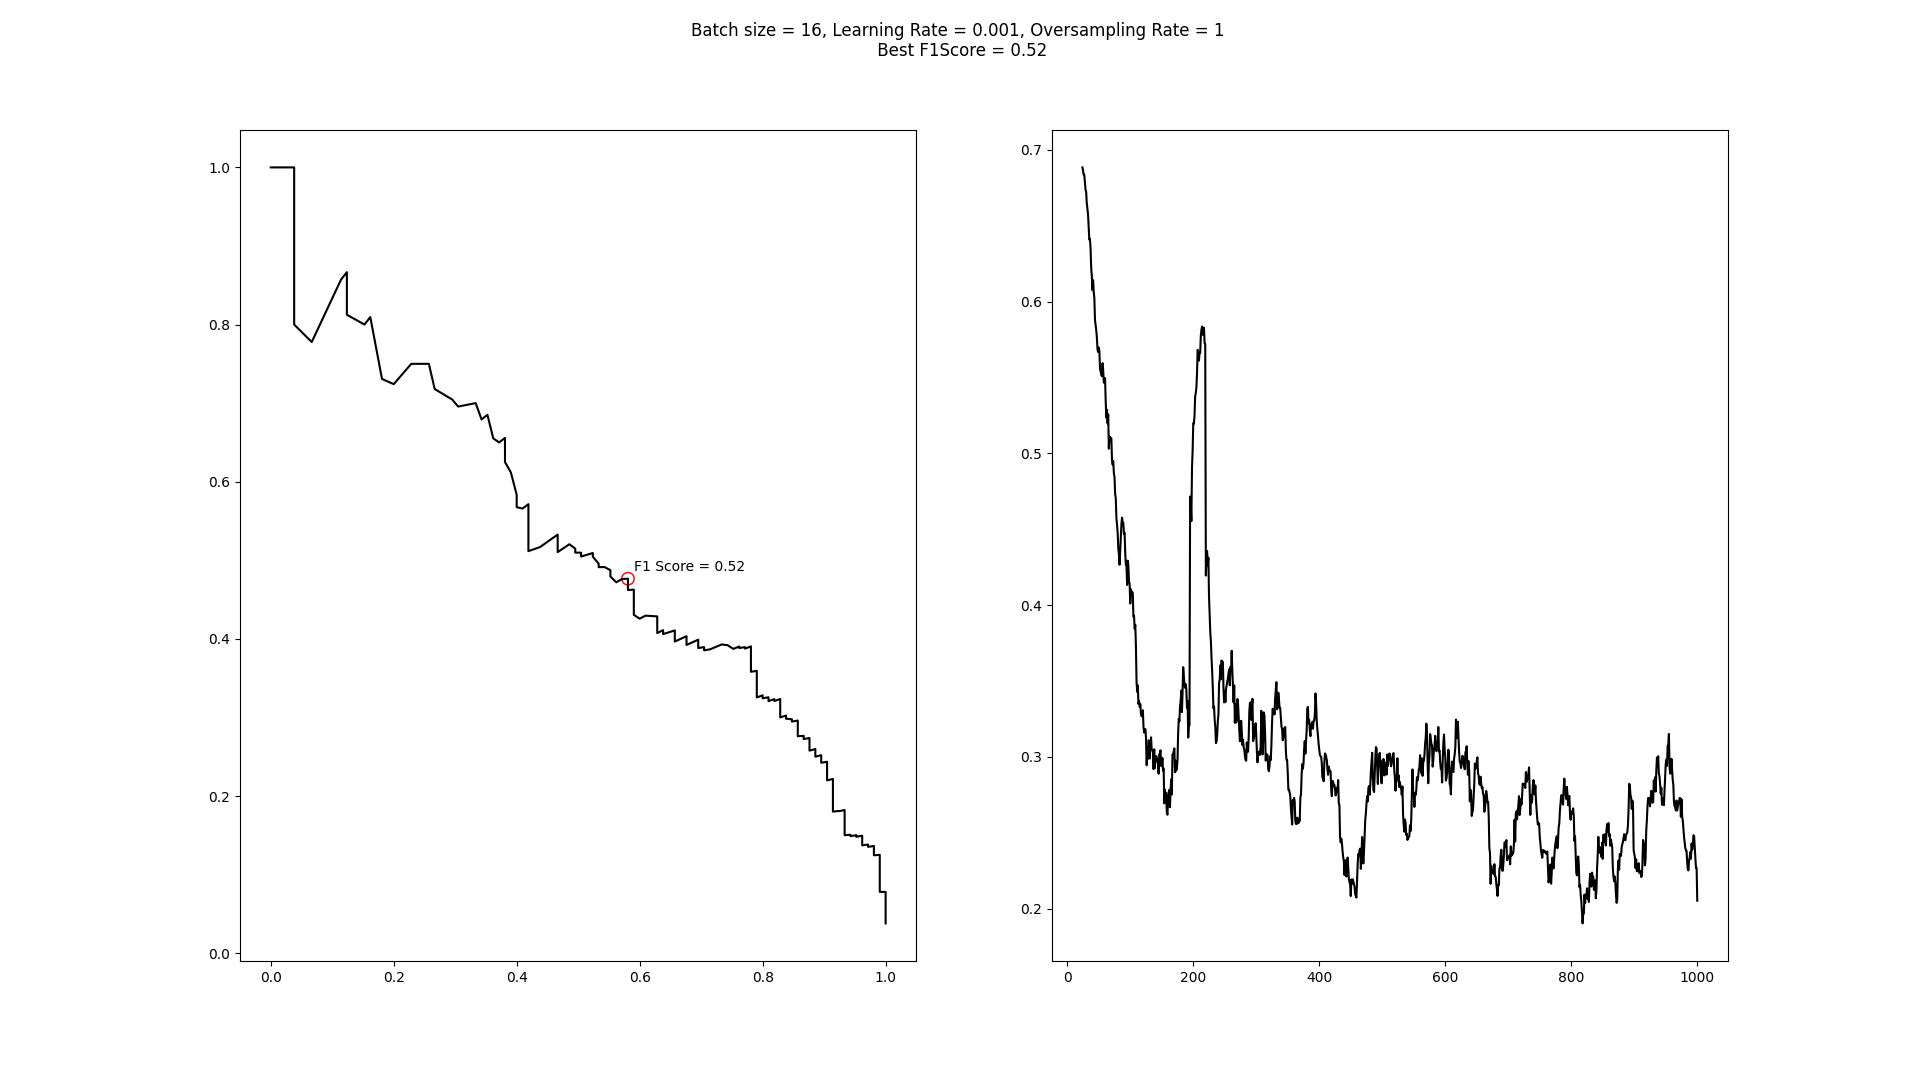 Batch size = 16, Learning Rate = 0.001, Oversampling Rate = 1
Best F1Score = 0.52
1.0
0.8
0.6
0.4
0.2
0.0
F1 Score = 0.52
0.0 0.2 0.4 0.6 0.8 1.0
0.7
0.6
0.5
0.4
0.3
0.2
0 200 400 600 800 1000